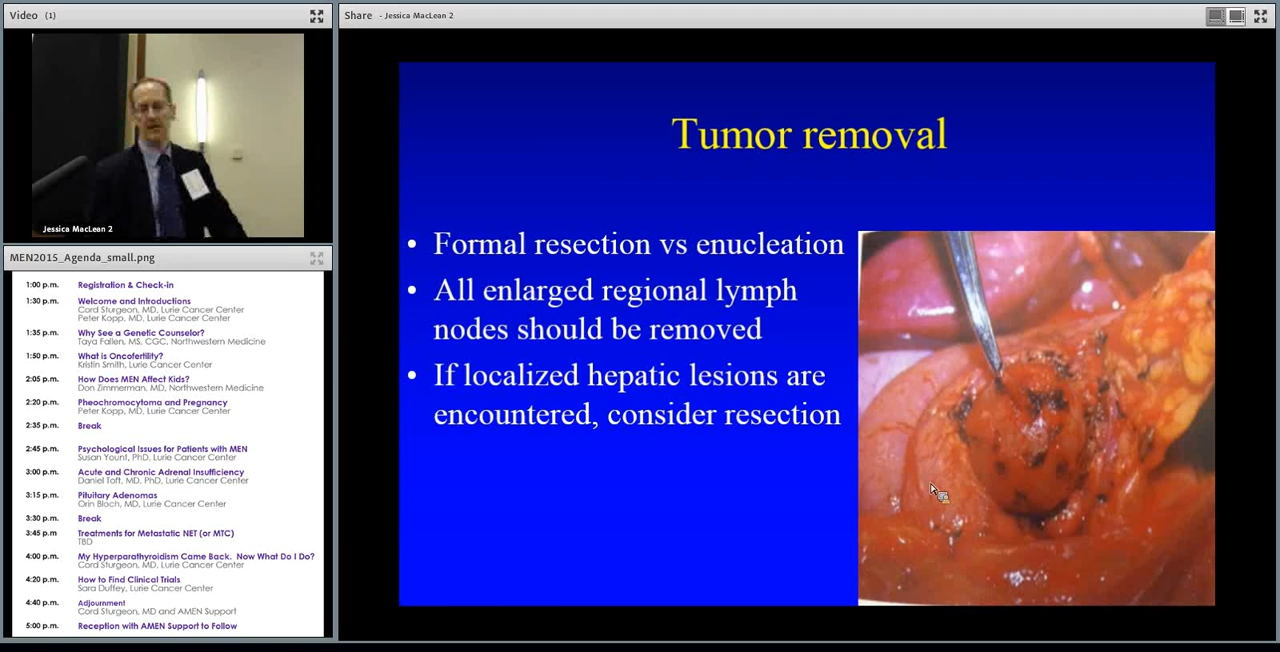 Video (1)
Jessica MacLean 2
MEN2015_Agenda_small.png
1:00 p.m. Registration & Check-in
1:30 p.m. Welcome and Introductions
Cord Sturgeon, MD, Lurie Cancer Center
Peter Kopp, MD, Lurie Cancer Center
1:35 p.m. Why See a Genetic Counselor?
Taya Fallen, MS, CGC, Northwestern Medicine
1:50 p.m. What is Oncofertility?
Kristin Smith, Lurie Cancer Center
2:05 p.m. How Does MEN Affect Kids?
Don Zimmerman, MD, Northwestern Medicine
2:20 p.m. Pheochromocytoma and Pregnancy
Peter Kopp, MD, Lurie Cancer Center
2:35 p.m. Break
2:45 p.m. Psychological Issues for Patients with MEN
Susan Yount, PhD, Lurie Cancer Center
3:00 p.m. Acute and Chronic Adrenal Insufficiency
Daniel Toft, MD, PhD, Lurie Cancer Center
3:15 p.m. Pituitary Adenomas
Orin Bloch, MD, Lurie Cancer Center
3:30 p.m. Break
3:45 p.m Treatments for Metastatic NET (or MTC)
TBD
4:00 p.m. My Hyperparathyroidism Came Back. Now What Do I Do?
Cord Sturgeon, MD, Lurie Cancer Center
4:20 p.m. How to Find Clinical Trials
Sara Duffey, Lurie Cancer Center
4:40 p.m. Adjournment
Cord Sturgeon, MD and AMEN Support
5:00 p.m. Reception with AMEN Support to Follow
Share - Jessica MacLean 2
Tumor removal
• Formal resection vs enucleation
• All enlarged regional lymph
nodes should be removed
• If localized hepatic lesions are
encountered, consider resection